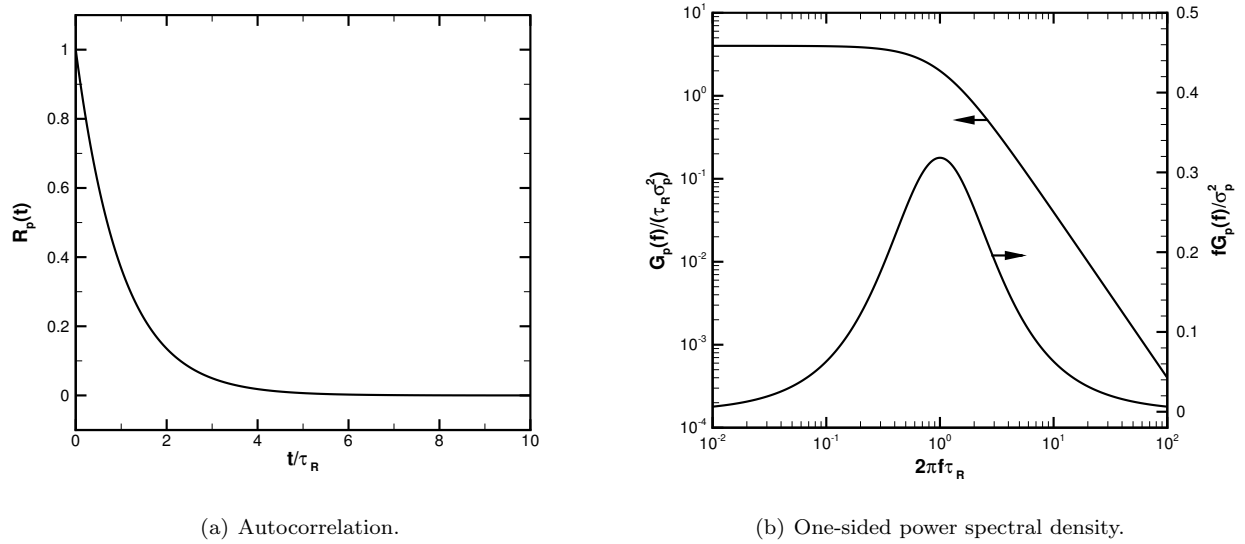 1
0.8
0.6
0.4
0.2
0
R_p(t)
0 2 4 6 8 10
t/τ_R
(a) Autocorrelation.
10^1
10^0
10^-1
10^-2
10^-3
10^-4
G_p(f)/(τ_Rσ_p^2)
0.5
0.4
0.3
0.2
0.1
0
fG_p(f)/σ_p^2
10^-2 10^-1 10^0 10^1 10^2
2πfτ_R
(b) One-sided power spectral density.